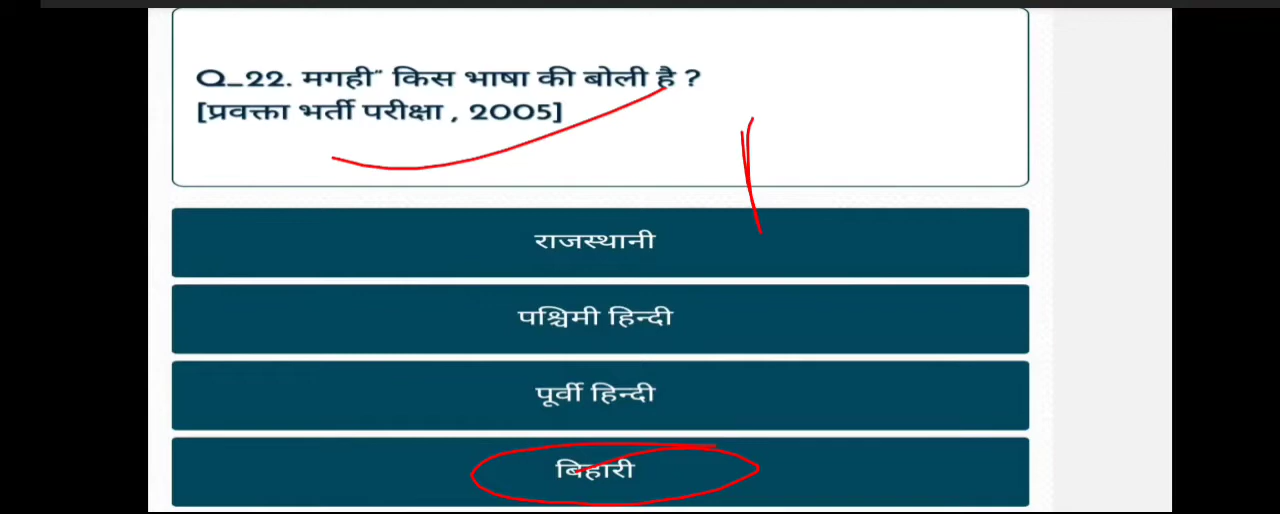 Q_22. मगही¨ किस भाषा की बोली है ?
[प्रवक्ता भर्ती परीक्षा , 2005]
राजस्थानी
पश्चिमी हिन्दी
पूर्वी हिन्दी
बिहारी